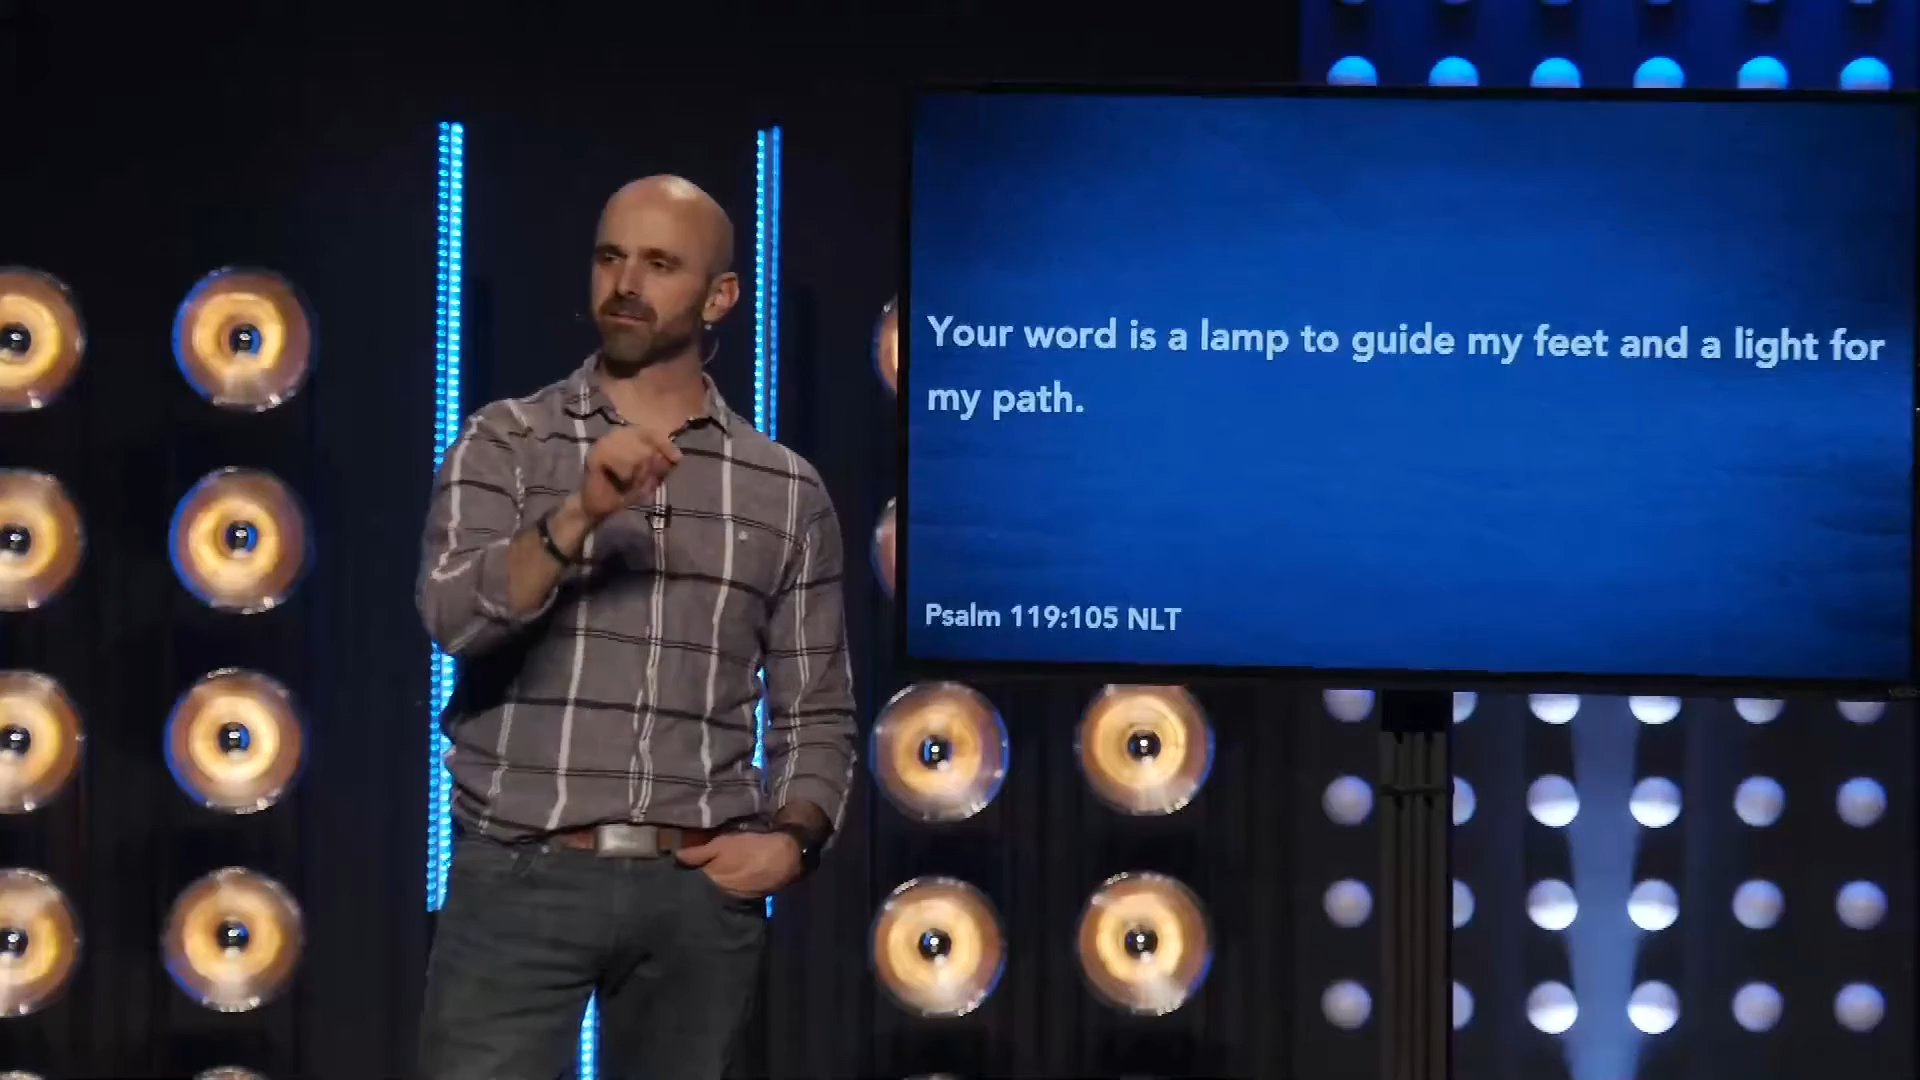 Your word is a lamp to guide my feet and a light for
my path.
Psalm 119:105 NLT